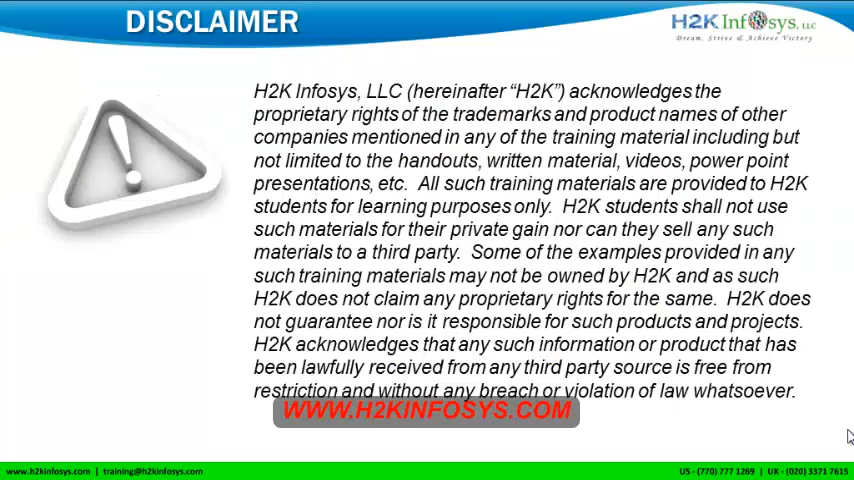 DISCLAIMER
H2K Infosys, LLC
Dream, Strive & Achieve Victory
H2K Infosys, LLC (hereinafter “H2K”) acknowledges the
proprietary rights of the trademarks and product names of other
companies mentioned in any of the training material including but
not limited to the handouts, written material, videos, power point
presentations, etc.  All such training materials are provided to H2K
students for learning purposes only.  H2K students shall not use
such materials for their private gain nor can they sell any such
materials to a third party.  Some of the examples provided in any
such training materials may not be owned by H2K and as such
H2K does not claim any proprietary rights for the same.  H2K does
not guarantee nor is it responsible for such products and projects.
H2K acknowledges that any such information or product that has
been lawfully received from any third party source is free from
restriction and without any breach or violation of law whatsoever.
WWW.H2KINFOSYS.COM
www.h2kinfosys.com | training@h2kinfosys.com
US - (770) 777 1269 | UK - (020) 3371 7615